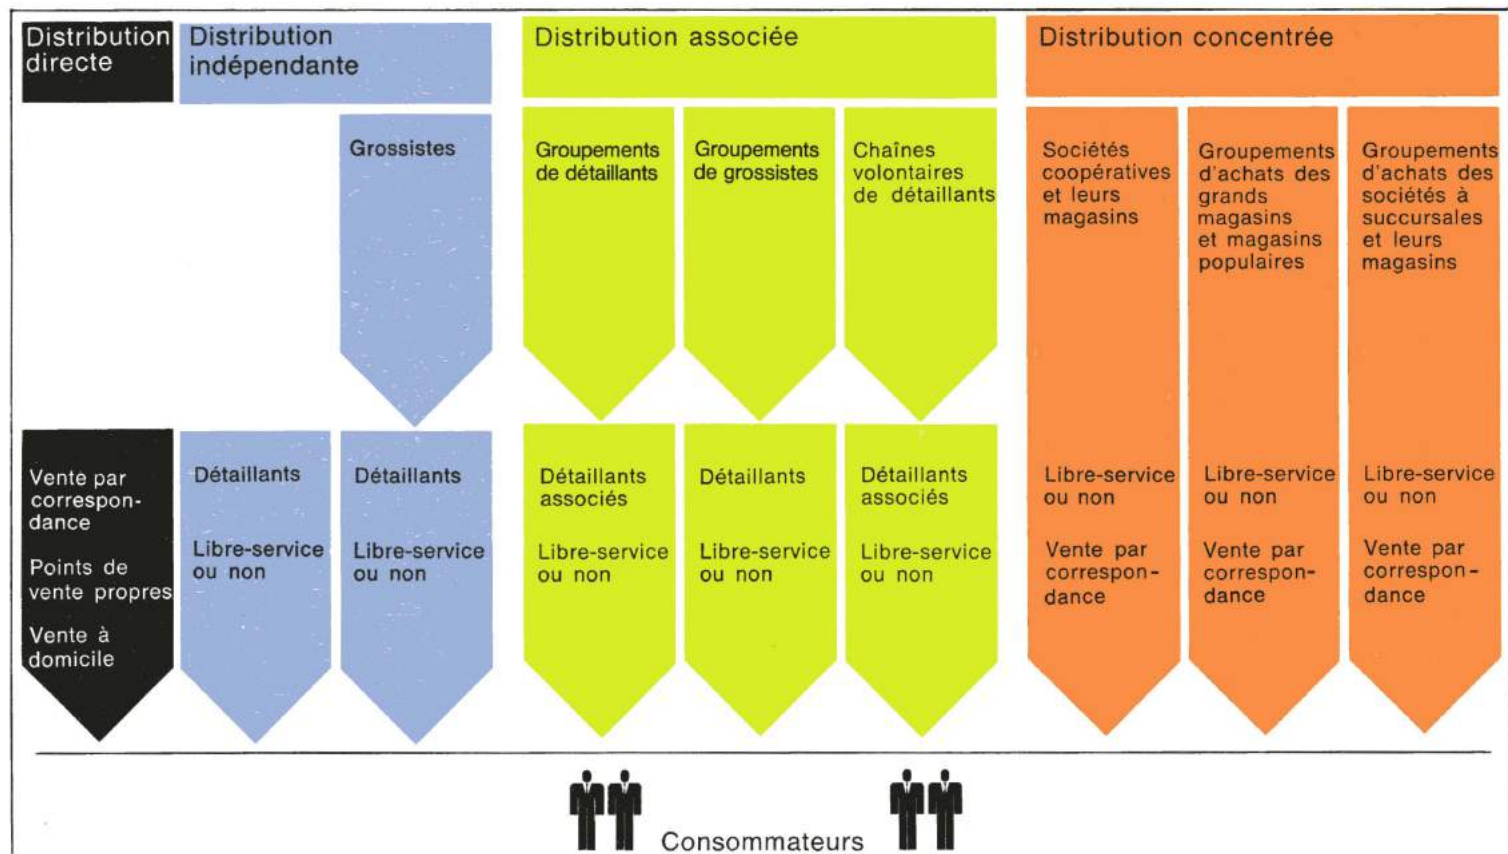 Distribution
directe
Distribution
indépendante
Distribution associée
Distribution concentrée
Grossistes
Groupements
de détaillants
Groupements
de grossistes
Chaînes
volontaires
de détaillants
Sociétés
coopératives
et leurs
magasins
Groupements
d'achats des
grands
magasins
et magasins
populaires
Groupements
d'achats des
sociétés à
succursales
et leurs
magasins
Vente par
correspon-
dance
Points de
vente propres
Vente à
domicile
Détaillants
Libre-service
ou non
Détaillants
Libre-service
ou non
Détaillants
associés
Libre-service
ou non
Détaillants
Libre-service
ou non
Détaillants
associés
Libre-service
ou non
Libre-service
ou non
Vente par
correspon-
dance
Libre-service
ou non
Vente par
correspon-
dance
Libre-service
ou non
Vente par
correspon-
dance
Consommateurs